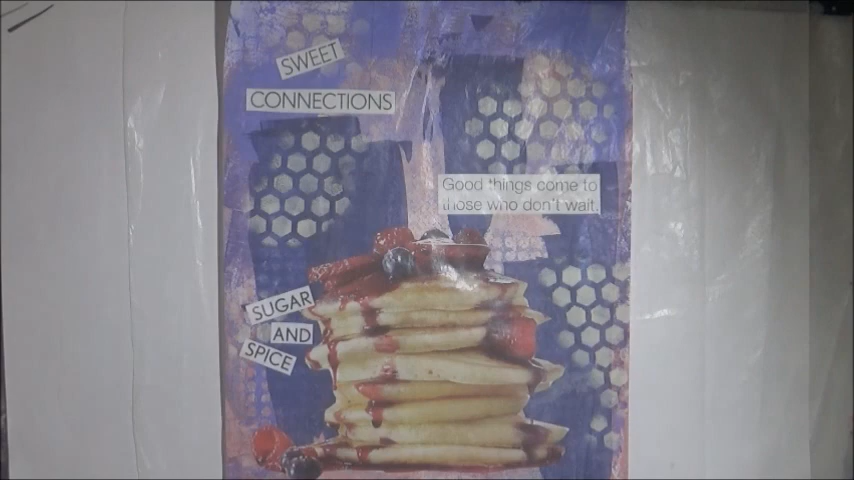 SWEET
CONNECTIONS
Good things come to
those who don't wait.
SUGAR
AND
SPICE